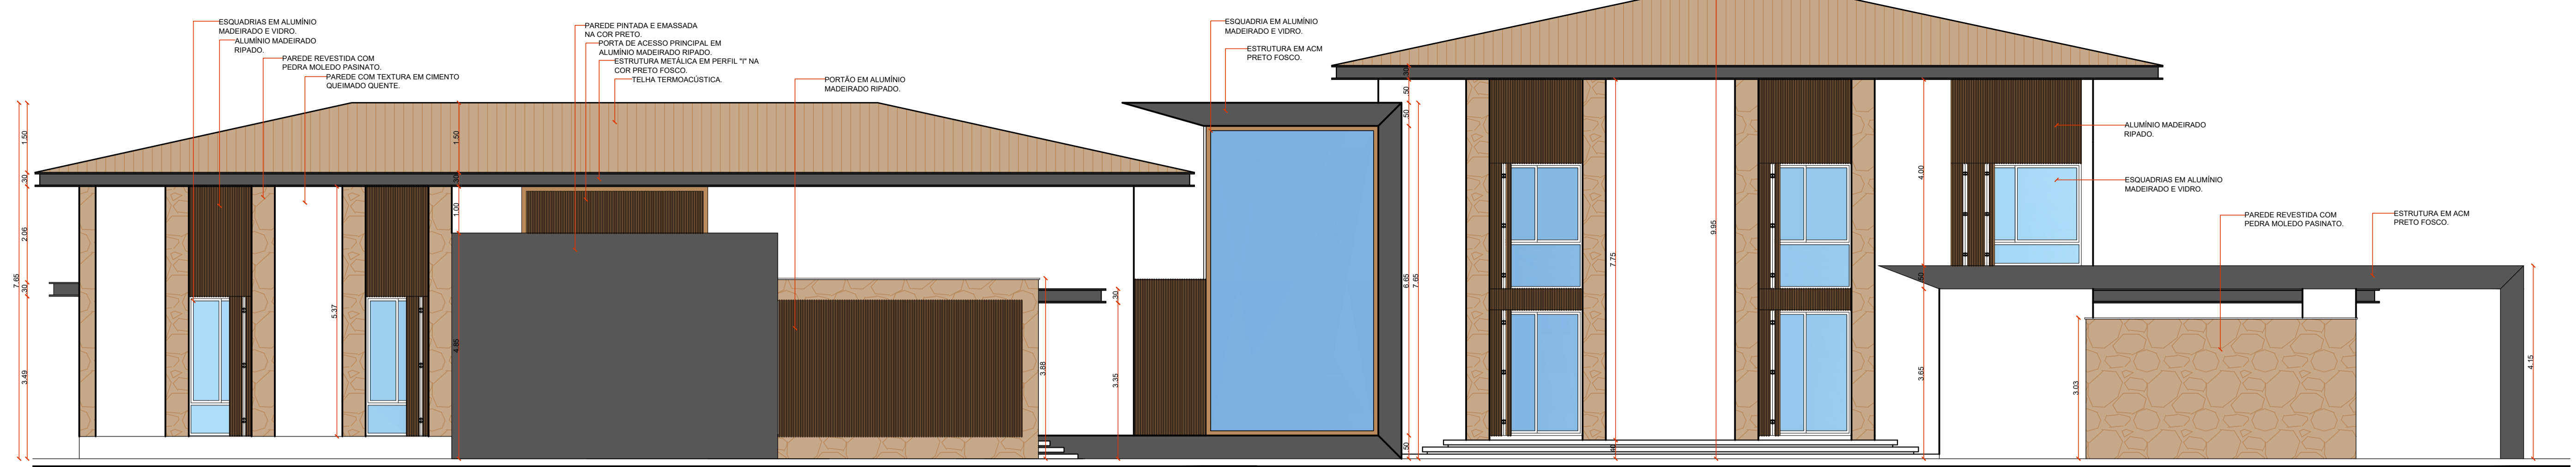 ESQUADRIAS EM ALUMÍNIO
MADEIRADO E VIDRO.
ALUMÍNIO MADEIRADO
RIPADO.
PAREDE REVESTIDA COM
PEDRA MOLEDO PASINATO.
PAREDE COM TEXTURA EM CIMENTO
QUEIMADO QUENTE.
PAREDE PINTADA E EMASSADA
NA COR PRETO.
PORTA DE ACESSO PRINCIPAL EM
ALUMÍNIO MADEIRADO RIPADO.
ESTRUTURA METÁLICA EM PERFIL "I" NA
COR PRETO FOSCO.
TELHA TERMOACÚSTICA.
PORTÃO EM ALUMÍNIO
MADEIRADO RIPADO.
ESQUADRIA EM ALUMÍNIO
MADEIRADO E VIDRO.
ESTRUTURA EM ACM
PRETO FOSCO.
ALUMÍNIO MADEIRADO
RIPADO.
ESQUADRIAS EM ALUMÍNIO
MADEIRADO E VIDRO.
PAREDE REVESTIDA COM
PEDRA MOLEDO PASINATO.
ESTRUTURA EM ACM
PRETO FOSCO.
7.65
1.50
.30
2.06
.30
3.49
5.37
1.50
.30
1.00
4.85
3.88
3.35
.30
.30
.50
.50
6.65
.50
7.65
7.75
.40
9.95
4.00
.50
3.65
3.03
4.15